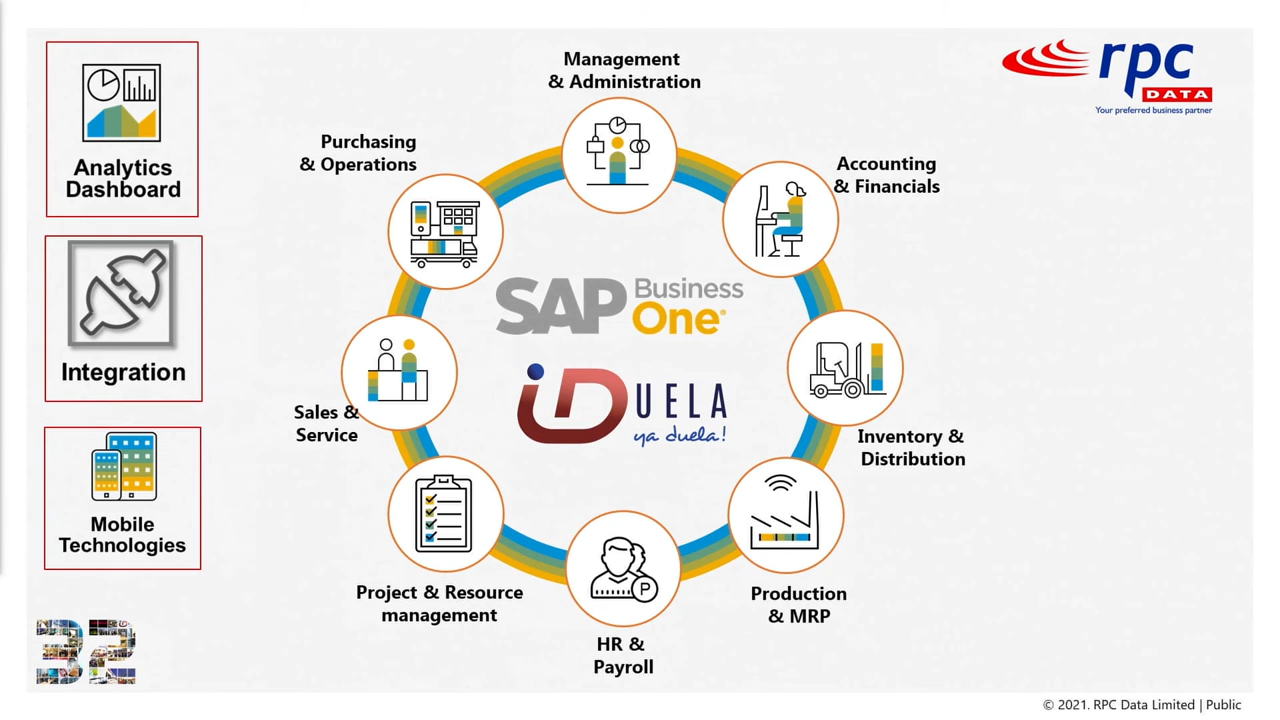 Analytics
Dashboard
Integration
Mobile
Technologies
32
Management
& Administration
Accounting
& Financials
Inventory &
Distribution
Production
& MRP
HR &
Payroll
Project & Resource
management
Sales &
Service
Purchasing
& Operations
P
SAP Business
One®
iDUELA
ya duela!
rpc
DATA
Your preferred business partner
© 2021. RPC Data Limited | Public